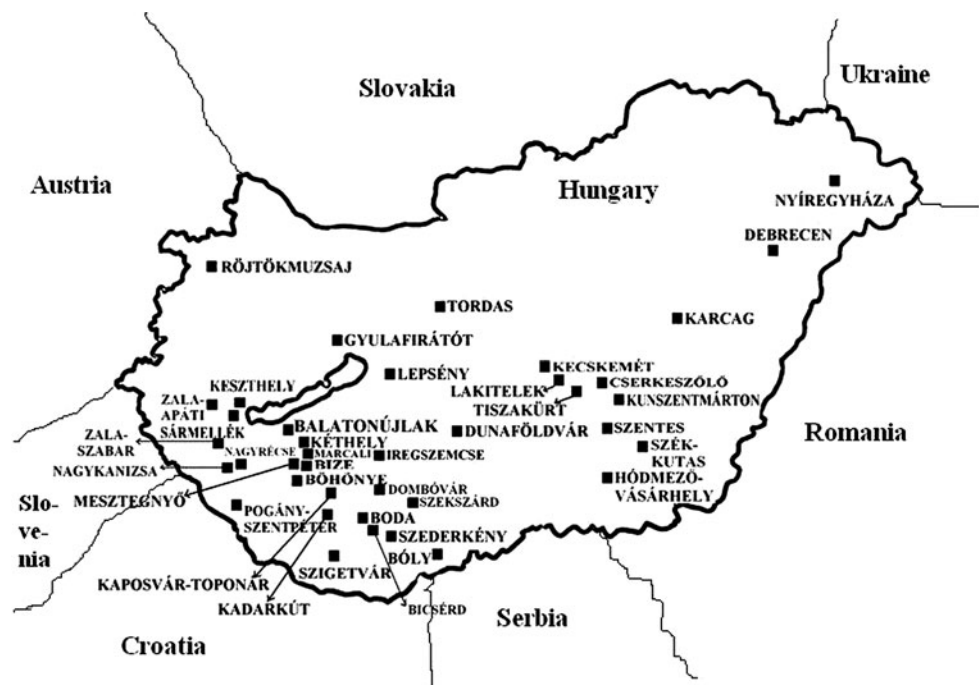 Slovakia
Ukraine
Austria
Hungary
NYÍREGYHÁZA
DEBRECEN
RÖJTÖKMUZSAJ
TORDAS
KARCAG
GYULAFIRÁTÓT
LEPSÉNY
KECSKEMÉT
KESZTHELY
LAKITELEK
CSERKESZŐLŐ
TISZAKÜRT
KUNSZENTMÁRTON
ZALA-
APÁTI
SÁRMELLÉK
BALATONÚJLAK
DUNAFÖLDVÁR
SZENTES
Romania
ZALA-
SZABAR
KÉTHELY
NAGYRÉCSE
MARCALI
IREGSZEMCSE
SZÉK-
KUTAS
NAGYKANIZSA
BIZE
BÖHÖNYE
HÓDMEZŐ-
VÁSÁRHELY
MESZTEGNYŐ
DOMBÓVÁR
SZEKSZÁRD
Slo-
ve-
nia
POGÁNY-
SZENTPÉTER
BODA
SZEDERKÉNY
BÓLY
SZIGETVÁR
KAPOSVÁR-TOPONÁR
KADARKÚT
BICSÉRD
Serbia
Croatia